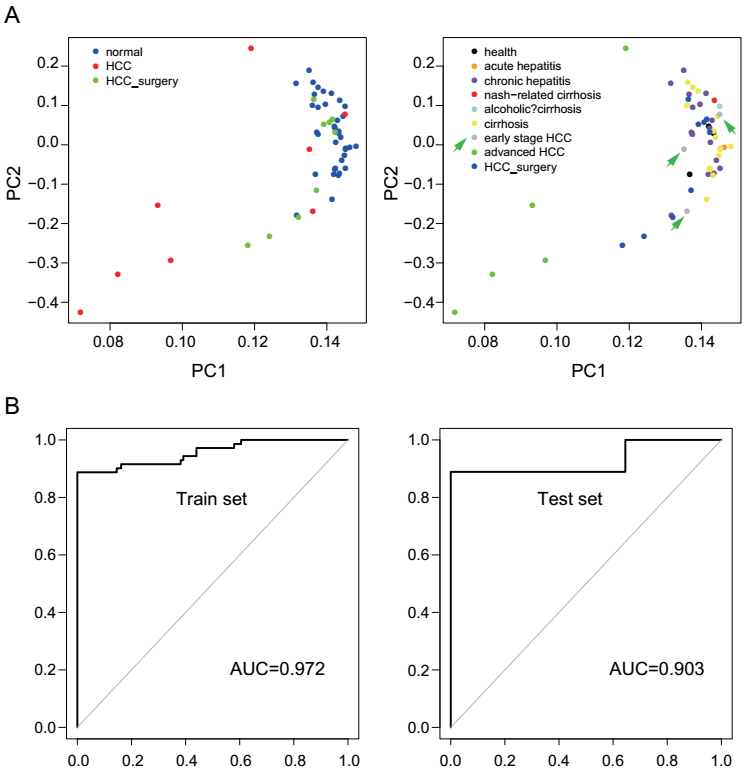 A
normal
HCC
HCC_surgery
0.2
0.1
0.0
−0.1
−0.2
−0.3
−0.4
PC2
0.08
0.10
0.12
0.14
PC1
health
acute hepatitis
chronic hepatitis
nash-related cirrhosis
alcoholic?cirrhosis
cirrhosis
early stage HCC
advanced HCC
HCC_surgery
0.2
0.1
0.0
−0.1
−0.2
−0.3
−0.4
PC2
0.08
0.10
0.12
0.14
PC1
B
1.0
0.8
0.6
0.4
0.2
0.0
Train set
AUC=0.972
0.0
0.2
0.4
0.6
0.8
1.0
1.0
0.8
0.6
0.4
0.2
0.0
Test set
AUC=0.903
0.0
0.2
0.4
0.6
0.8
1.0